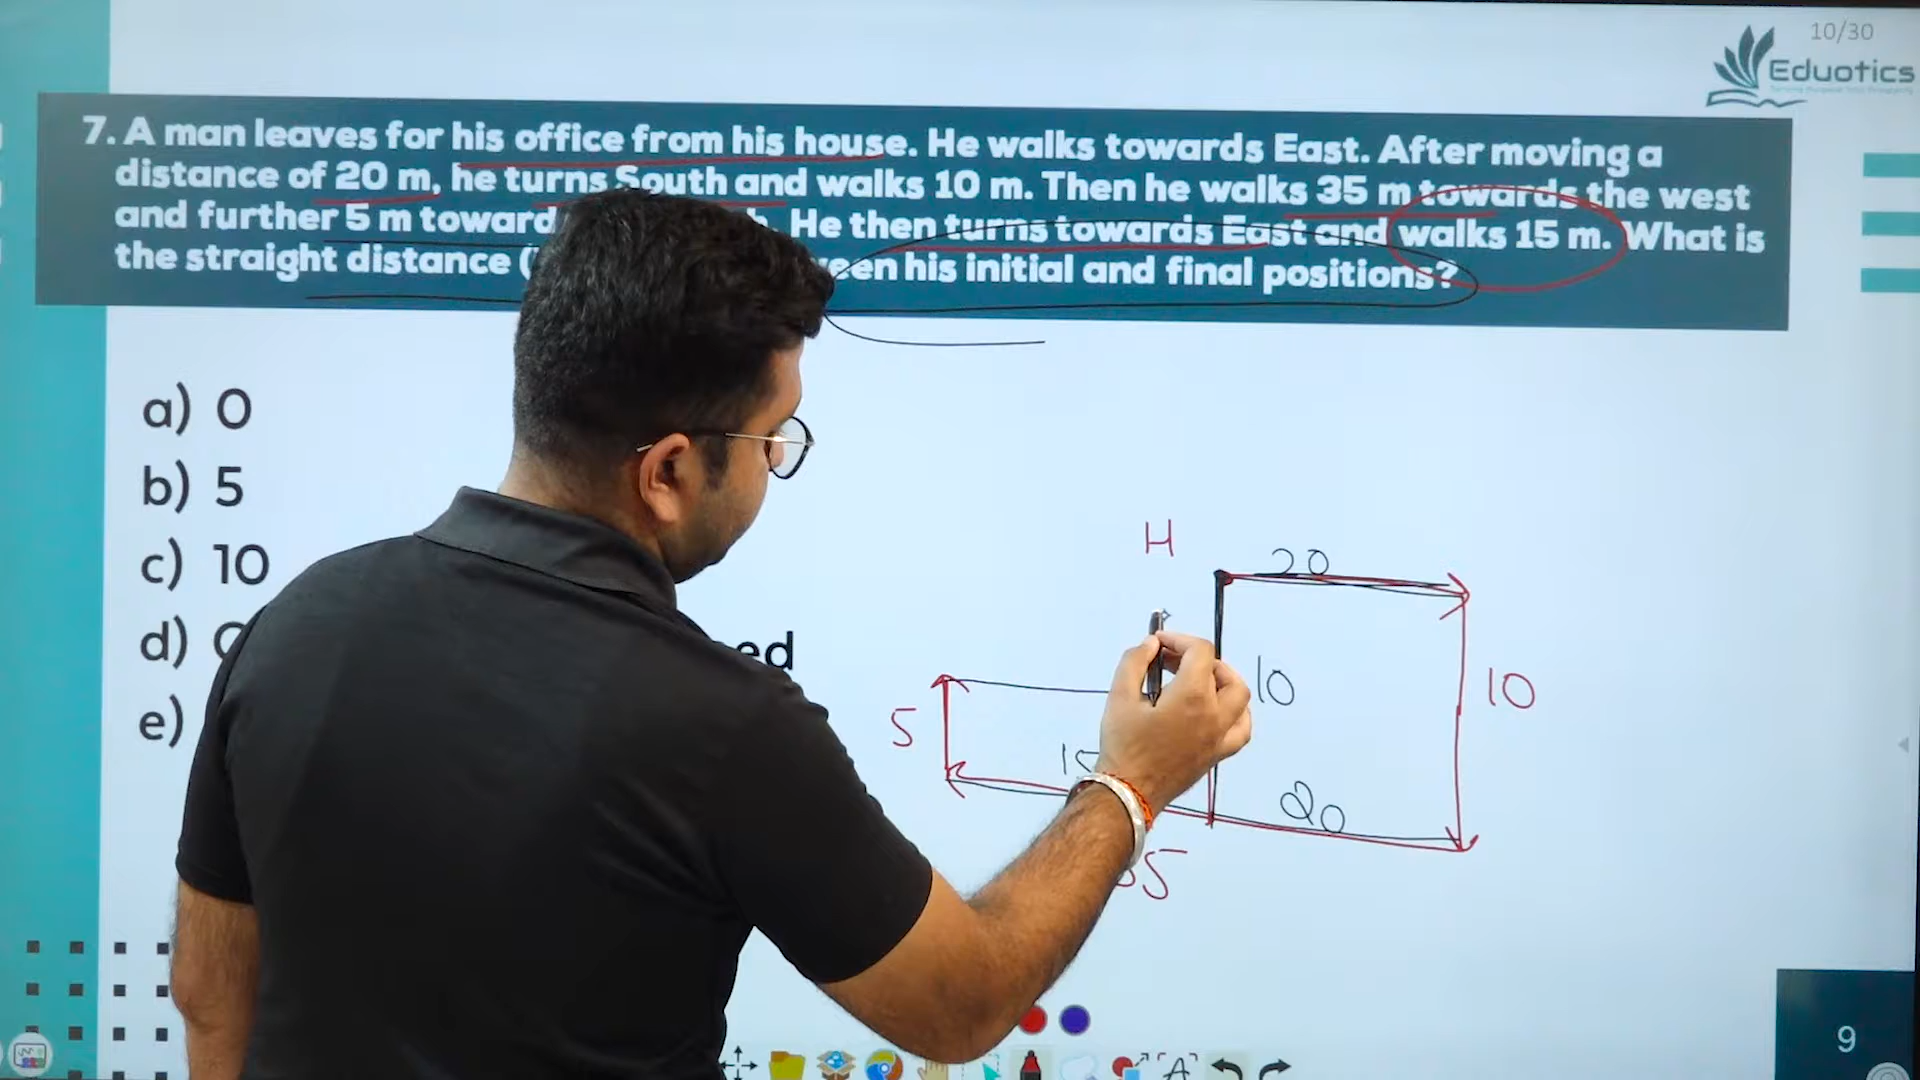 10/30
Eduotics
7. A man leaves for his office from his house. He walks towards East. After moving a
distance of 20 m, he turns South and walks 10 m. Then he walks 35 m towards the west
and further 5 m toward He then turns towards East and walks 15 m. What is
the straight distance ( een his initial and final positions?
a) 0
b) 5
c) 10
d) ed
e)
H
20
10 10
5
20
35
9